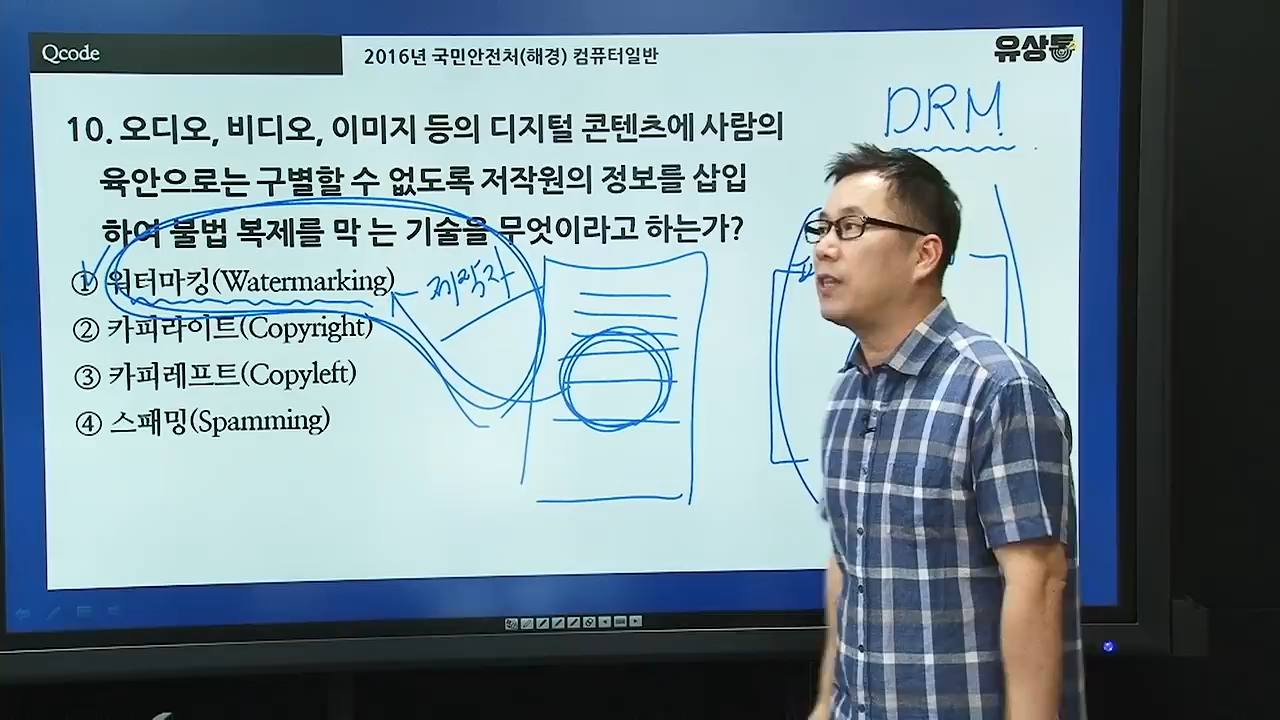 Qcode
2016년 국민안전처(해경) 컴퓨터일반
유상통
DRM
10. 오디오, 비디오, 이미지 등의 디지털 콘텐츠에 사람의
육안으로는 구별할 수 없도록 저작원의 정보를 삽입
하여 불법 복제를 막 는 기술을 무엇이라고 하는가?
① 워터마킹(Watermarking)
제작자
② 카피라이트(Copyright)
③ 카피레프트(Copyleft)
④ 스패밍(Spamming)